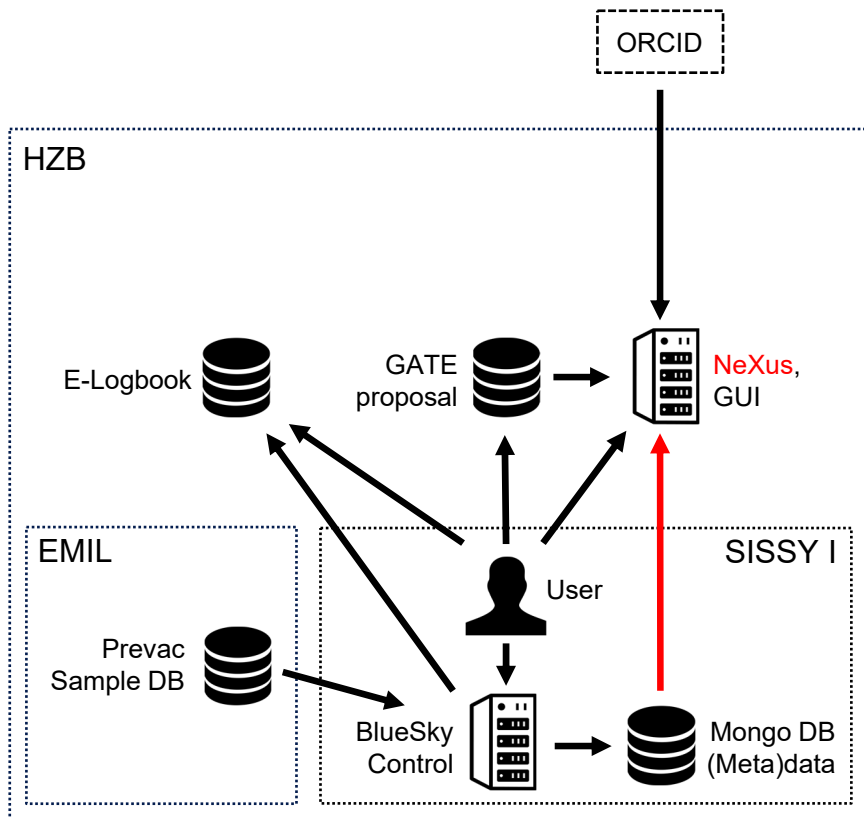 ORCID
HZB
E-Logbook
GATE
proposal
NeXus,
GUI
EMIL
SISSY I
User
Prevac
Sample DB
BlueSky
Control
Mongo DB
(Meta)data